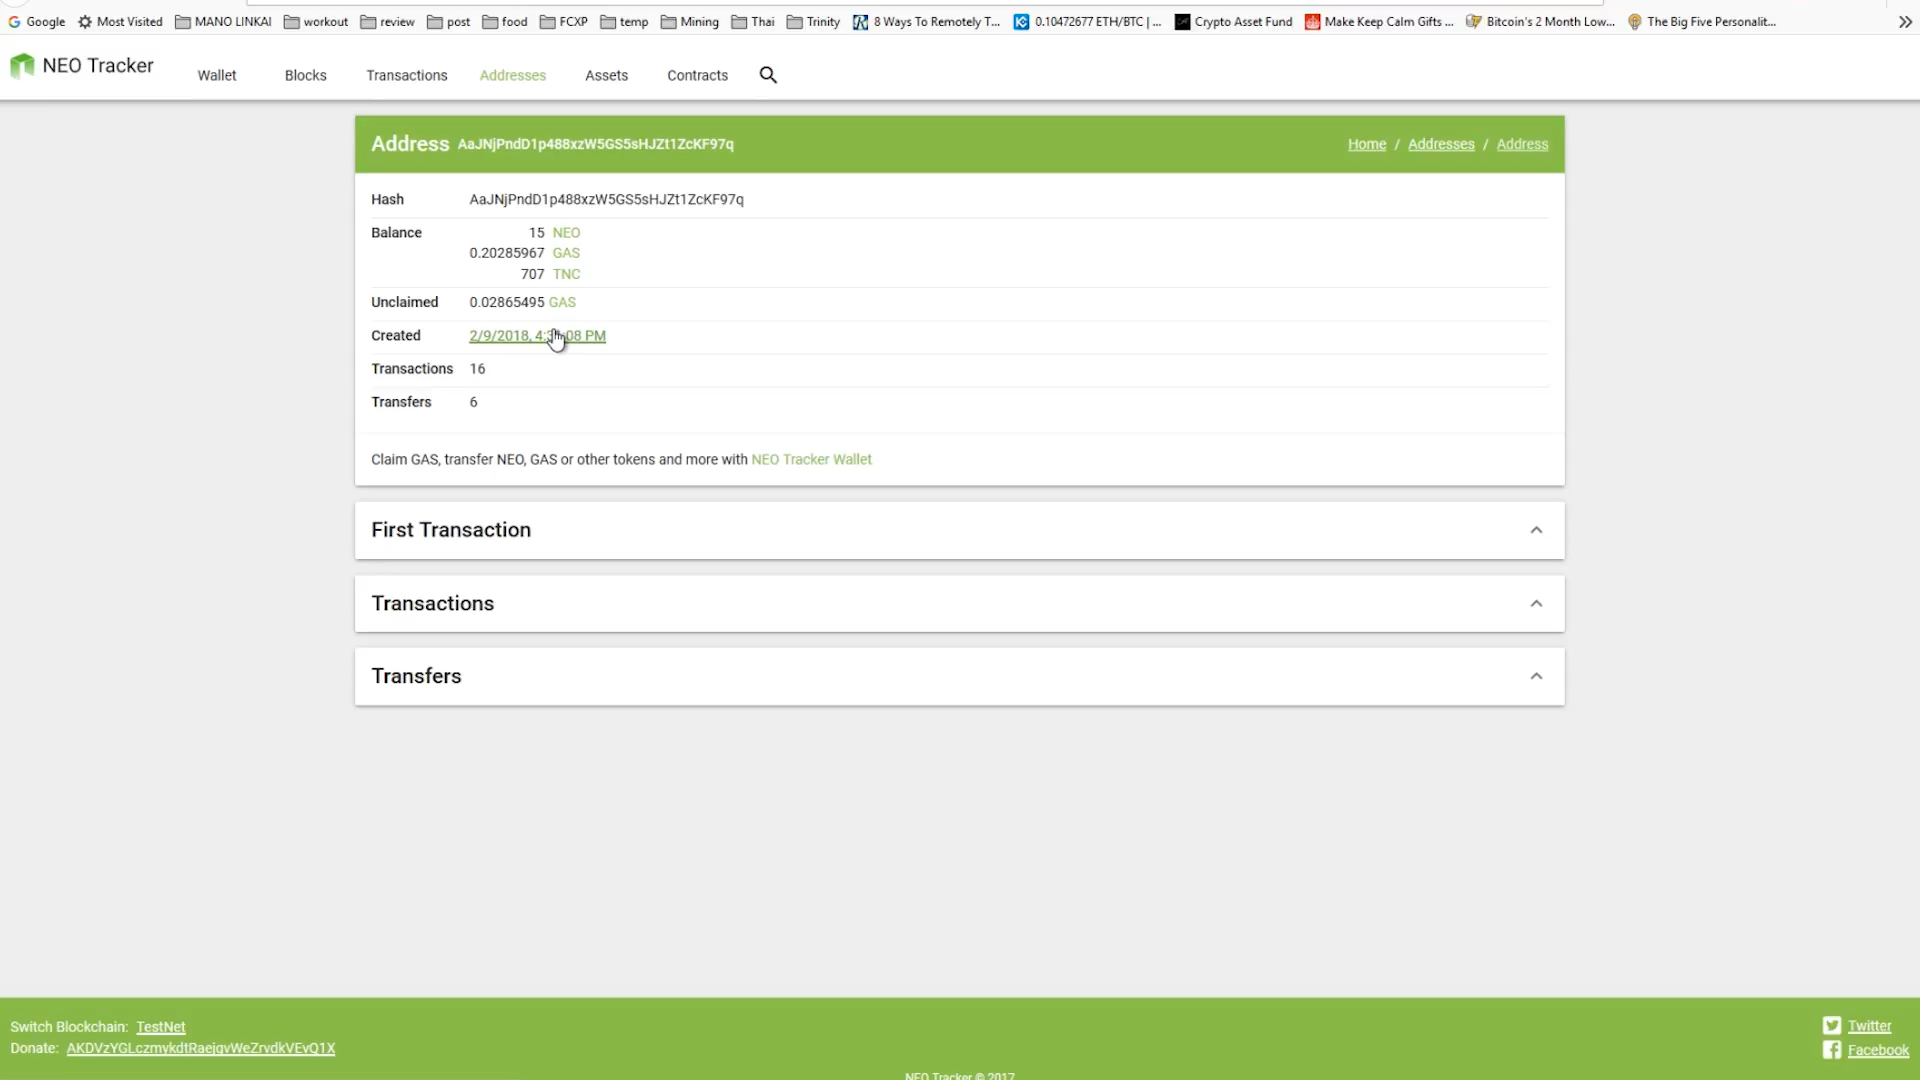 Google Most Visited MANO LINKAI workout review post food FCXP temp Mining Thai Trinity 8 Ways To Remotely T... 0.10472677 ETH/BTC | ... Crypto Asset Fund Make Keep Calm Gifts ... Bitcoin's 2 Month Low... The Big Five Personalit...
NEO Tracker Wallet Blocks Transactions Addresses Assets Contracts
Address AaJNjPndD1p488xzW5GS5sHJZt1ZcKF97q Home / Addresses / Address
Hash AaJNjPndD1p488xzW5GS5sHJZt1ZcKF97q
Balance 15 NEO
0.20285967 GAS
707 TNC
Unclaimed 0.02865495 GAS
Created 2/9/2018, PM
Transactions 16
Transfers 6
Claim GAS, transfer NEO, GAS or other tokens and more with NEO Tracker Wallet
First Transaction
Transactions
Transfers
Switch Blockchain: TestNet Twitter
Donate: AKDVzYGLczmykdtRaejgvWeZrvdkVEvQ1X Facebook
NEO Tracker © 2017